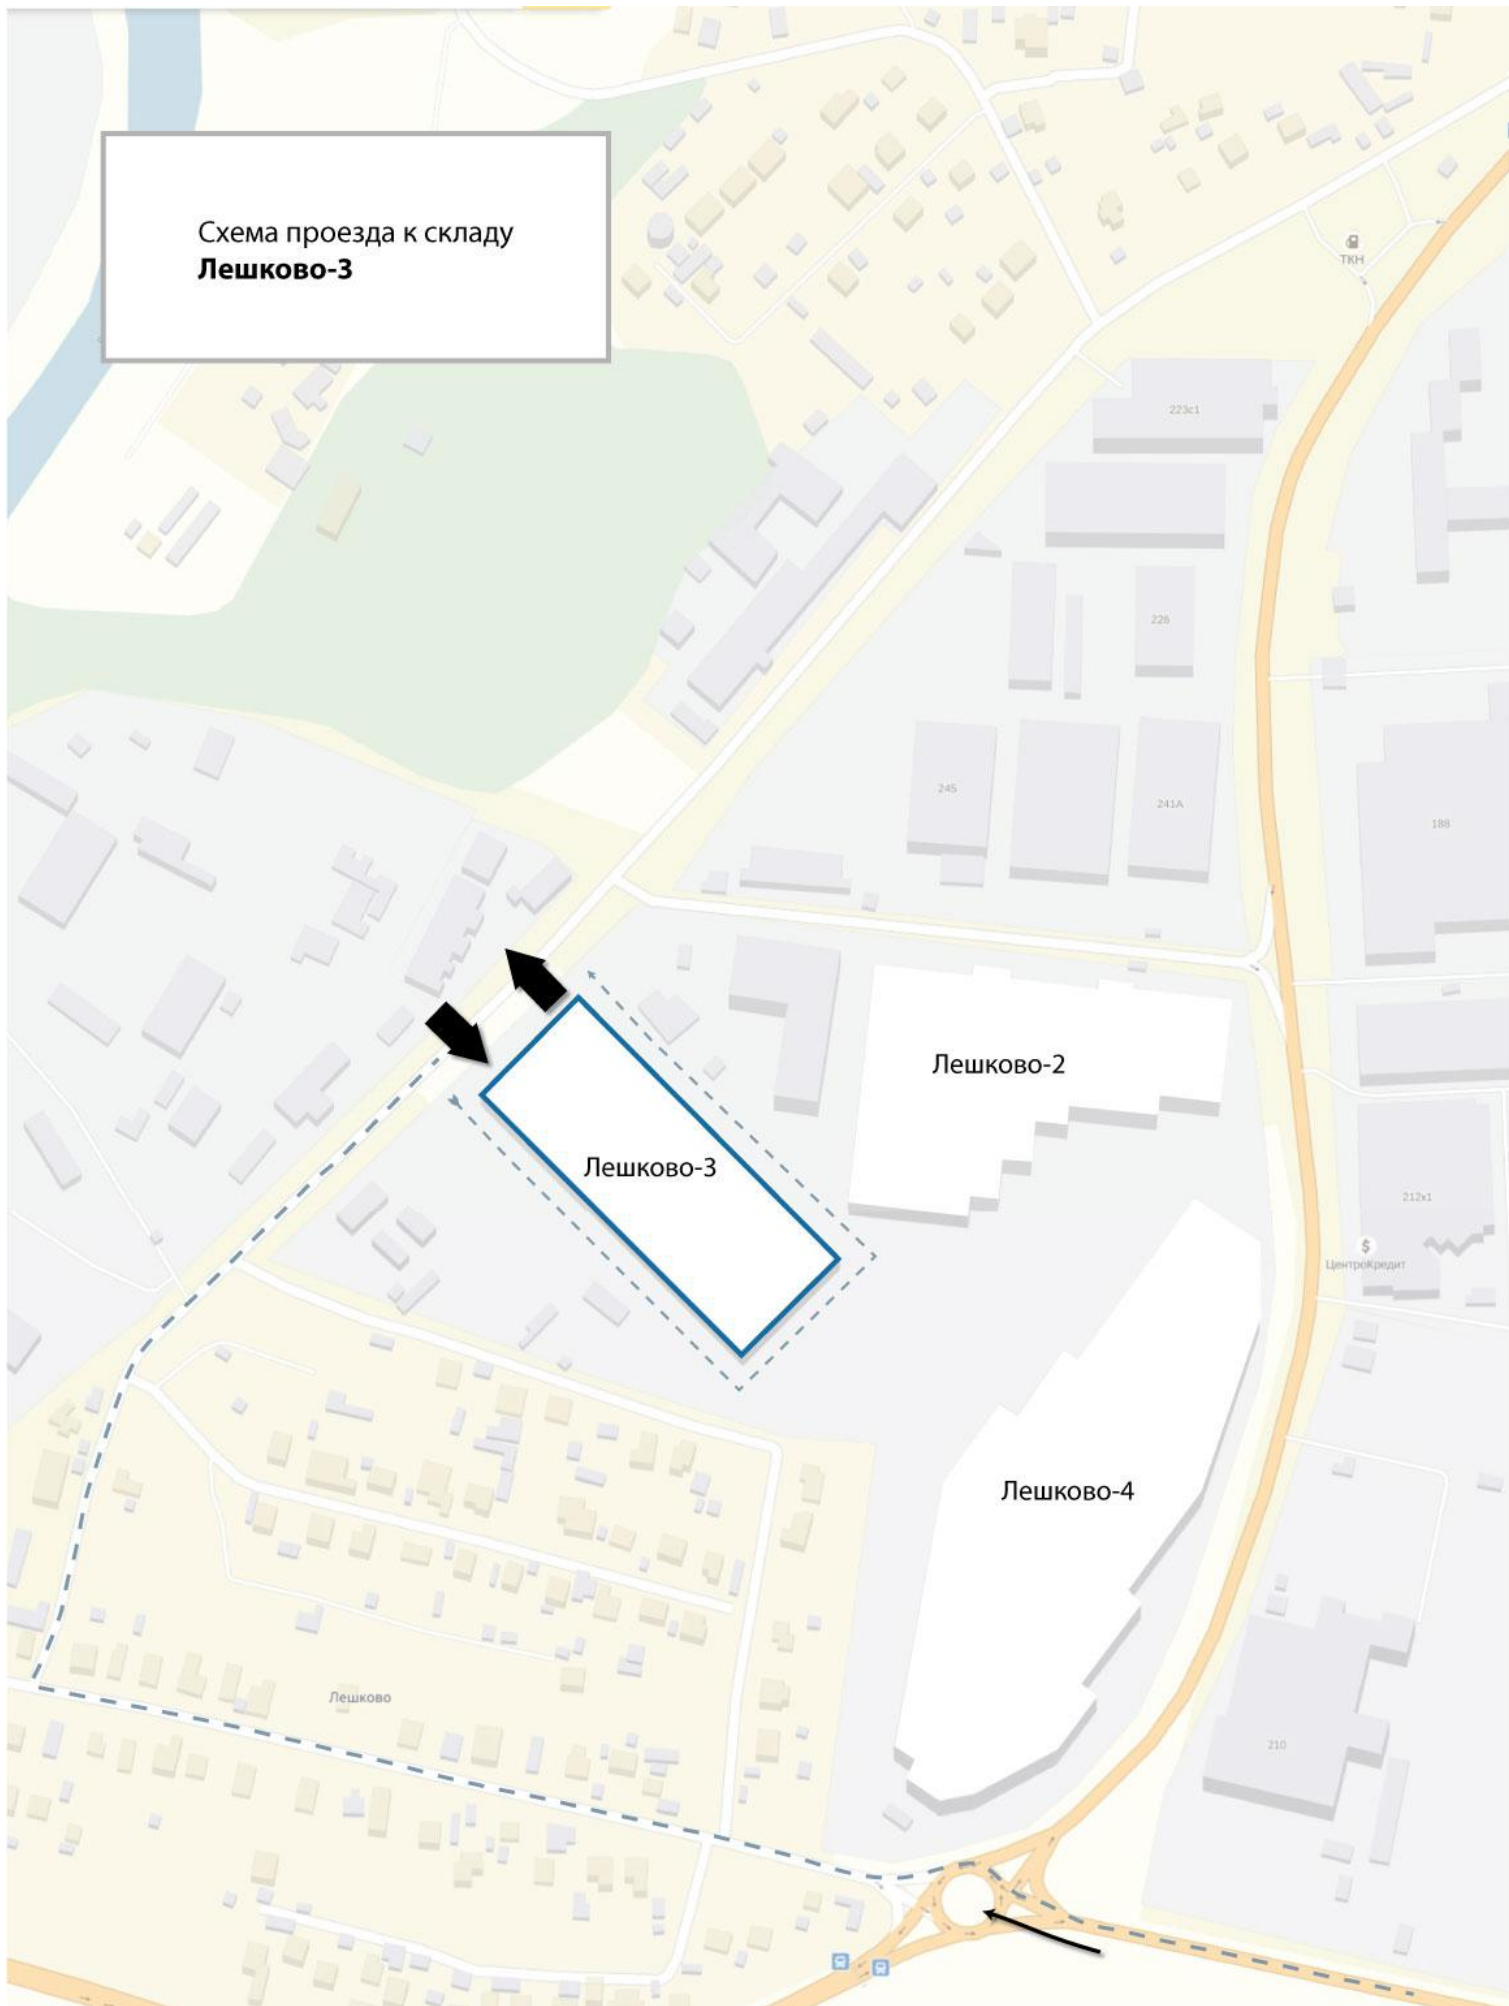 Схема проезда к складу
Лешково-3
ТКН
223с1
226
245
241А
188
Лешково-2
Лешково-3
212к1
$
ЦентроКредит
Лешково-4
Лешково
210